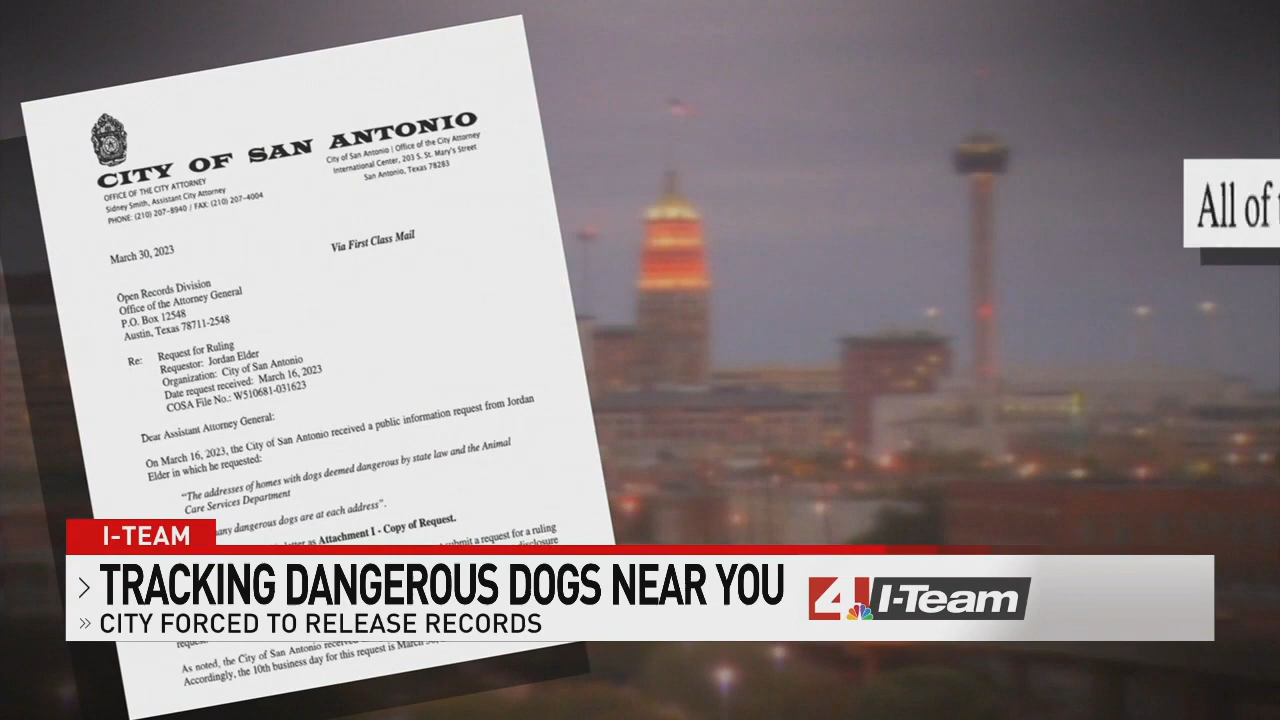 CITY OF SAN ANTONIO
OFFICE OF THE CITY ATTORNEY
Sidney Smith, Assistant City Attorney
PHONE: (210) 207-8940 / FAX: (210) 207-4004
City of San Antonio | Office of the City Attorney
International Center, 203 S. St. Mary's Street
San Antonio, Texas 78283
March 30, 2023
Via First Class Mail
Open Records Division
Office of the Attorney General
P.O. Box 12548
Austin, Texas 78711-2548
Re: Request for Ruling
Requestor: Jordan Elder
Organization: City of San Antonio
Date request received: March 16, 2023
COSA File No.: W510681-031623
Dear Assistant Attorney General:
On March 16, 2023, the City of San Antonio received a public information request from Jordan
Elder in which he requested:
"The addresses of homes with dogs deemed dangerous by state law and the Animal
Care Services Department
many dangerous dogs are at each address".
as Attachment I - Copy of Request.
submit a request for a ruling
disclosure
As noted, the City of San Antonio received
Accordingly, the 10th business day for this request is March
All of
I-TEAM
> TRACKING DANGEROUS DOGS NEAR YOU
» CITY FORCED TO RELEASE RECORDS
4 I-Team